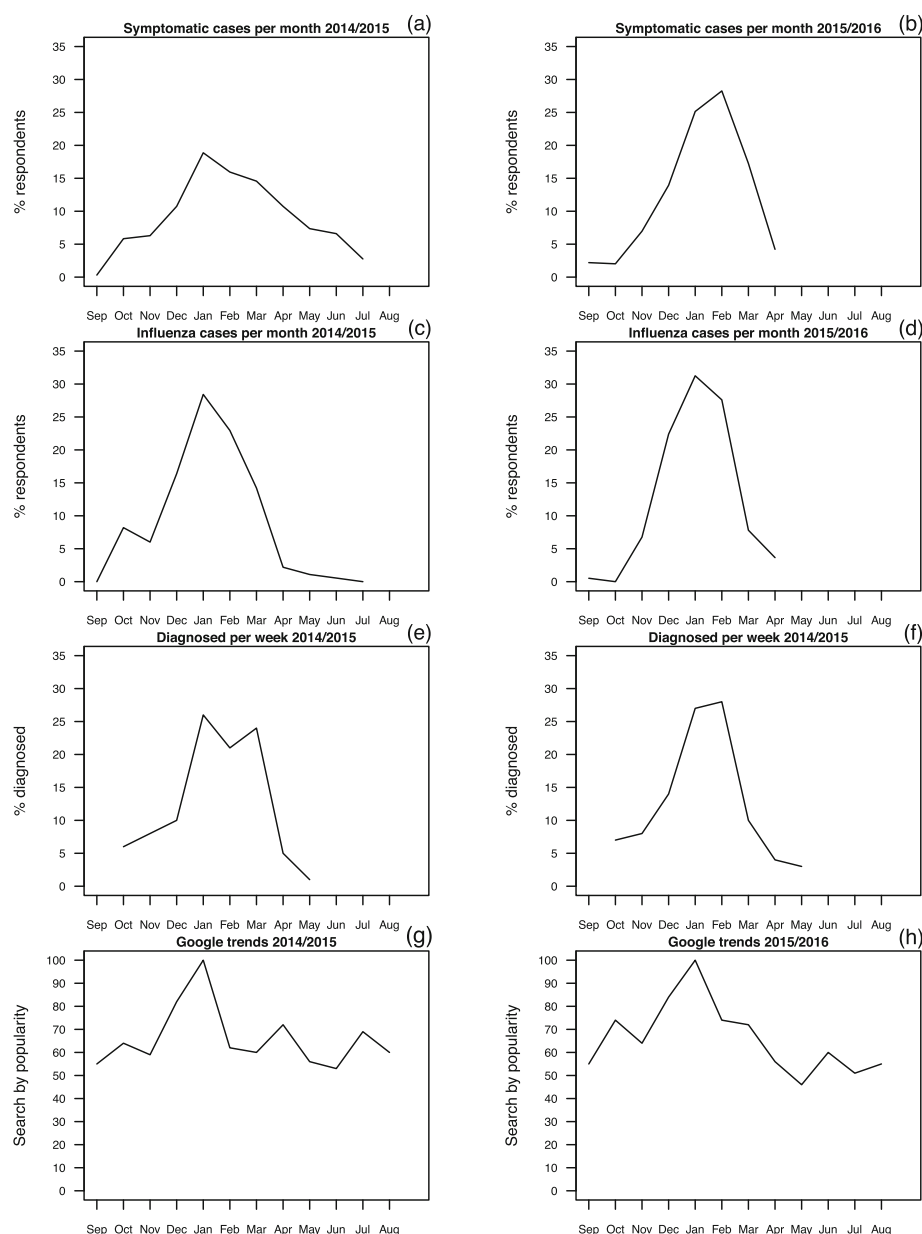 Symptomatic cases per month 2014/2015 (a)
35
30
25
20
15
10
5
0
% respondents
Sep Oct Nov Dec Jan Feb Mar Apr May Jun Jul Aug
Symptomatic cases per month 2015/2016 (b)
35
30
25
20
15
10
5
0
% respondents
Sep Oct Nov Dec Jan Feb Mar Apr May Jun Jul Aug
Influenza cases per month 2014/2015 (c)
35
30
25
20
15
10
5
0
% respondents
Sep Oct Nov Dec Jan Feb Mar Apr May Jun Jul Aug
Influenza cases per month 2015/2016 (d)
35
30
25
20
15
10
5
0
% respondents
Sep Oct Nov Dec Jan Feb Mar Apr May Jun Jul Aug
Diagnosed per week 2014/2015 (e)
35
30
25
20
15
10
5
0
% diagnosed
Sep Oct Nov Dec Jan Feb Mar Apr May Jun Jul Aug
Diagnosed per week 2014/2015 (f)
35
30
25
20
15
10
5
0
% diagnosed
Sep Oct Nov Dec Jan Feb Mar Apr May Jun Jul Aug
Google trends 2014/2015 (g)
100
90
80
70
60
50
40
30
20
10
0
Search by popularity
Sep Oct Nov Dec Jan Feb Mar Apr May Jun Jul Aug
Google trends 2015/2016 (h)
100
90
80
70
60
50
40
30
20
10
0
Search by popularity
Sep Oct Nov Dec Jan Feb Mar Apr May Jun Jul Aug